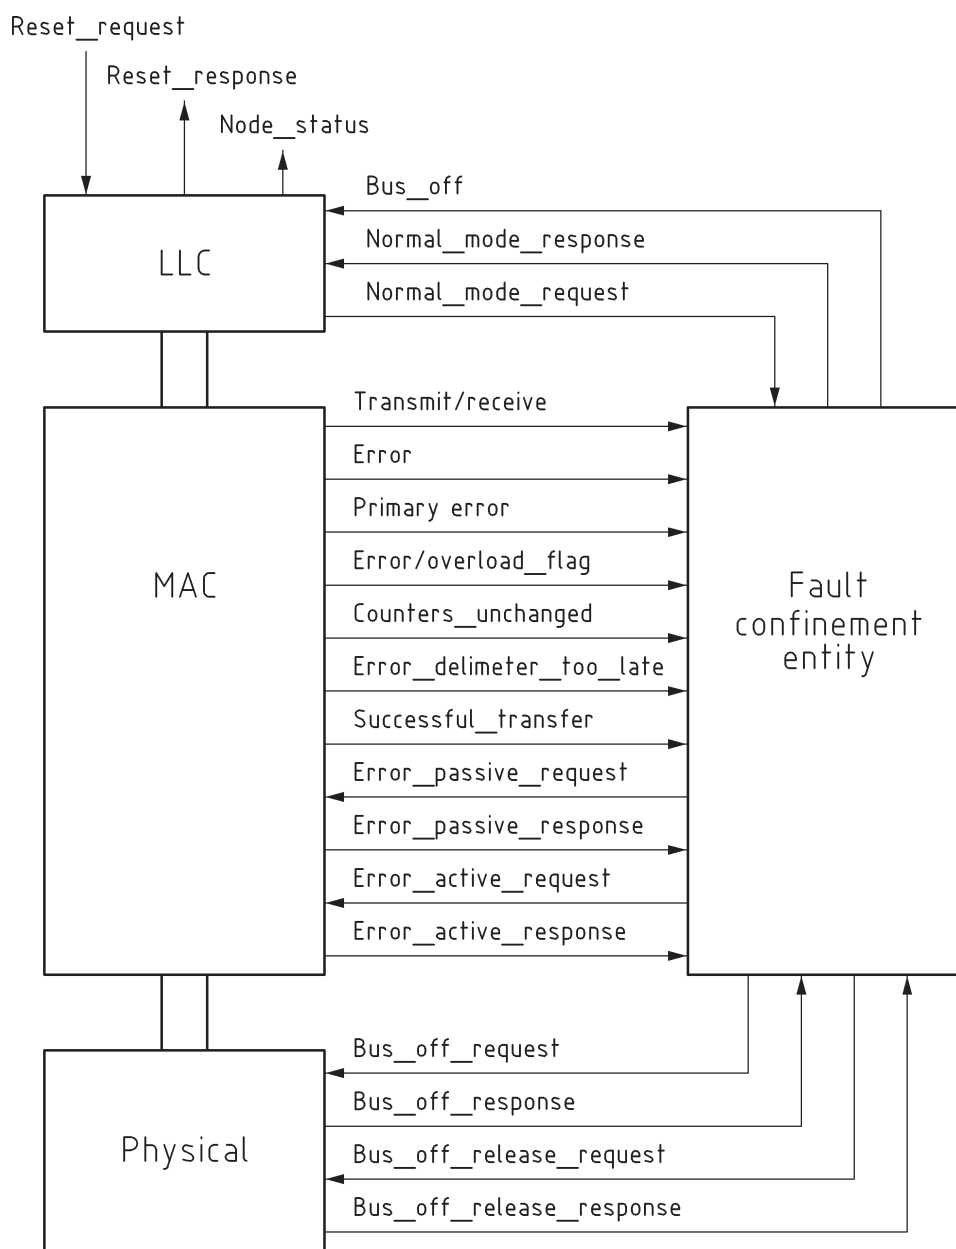 Reset_request
Reset_response
Node_status
Bus_off
Normal_mode_response
LLC
Normal_mode_request
Transmit/receive
Error
Primary error
Error/overload_flag
MAC
Fault
confinement
entity
Counters_unchanged
Error_delimeter_too_late
Successful_transfer
Error_passive_request
Error_passive_response
Error_active_request
Error_active_response
Bus_off_request
Bus_off_response
Physical
Bus_off_release_request
Bus_off_release_response